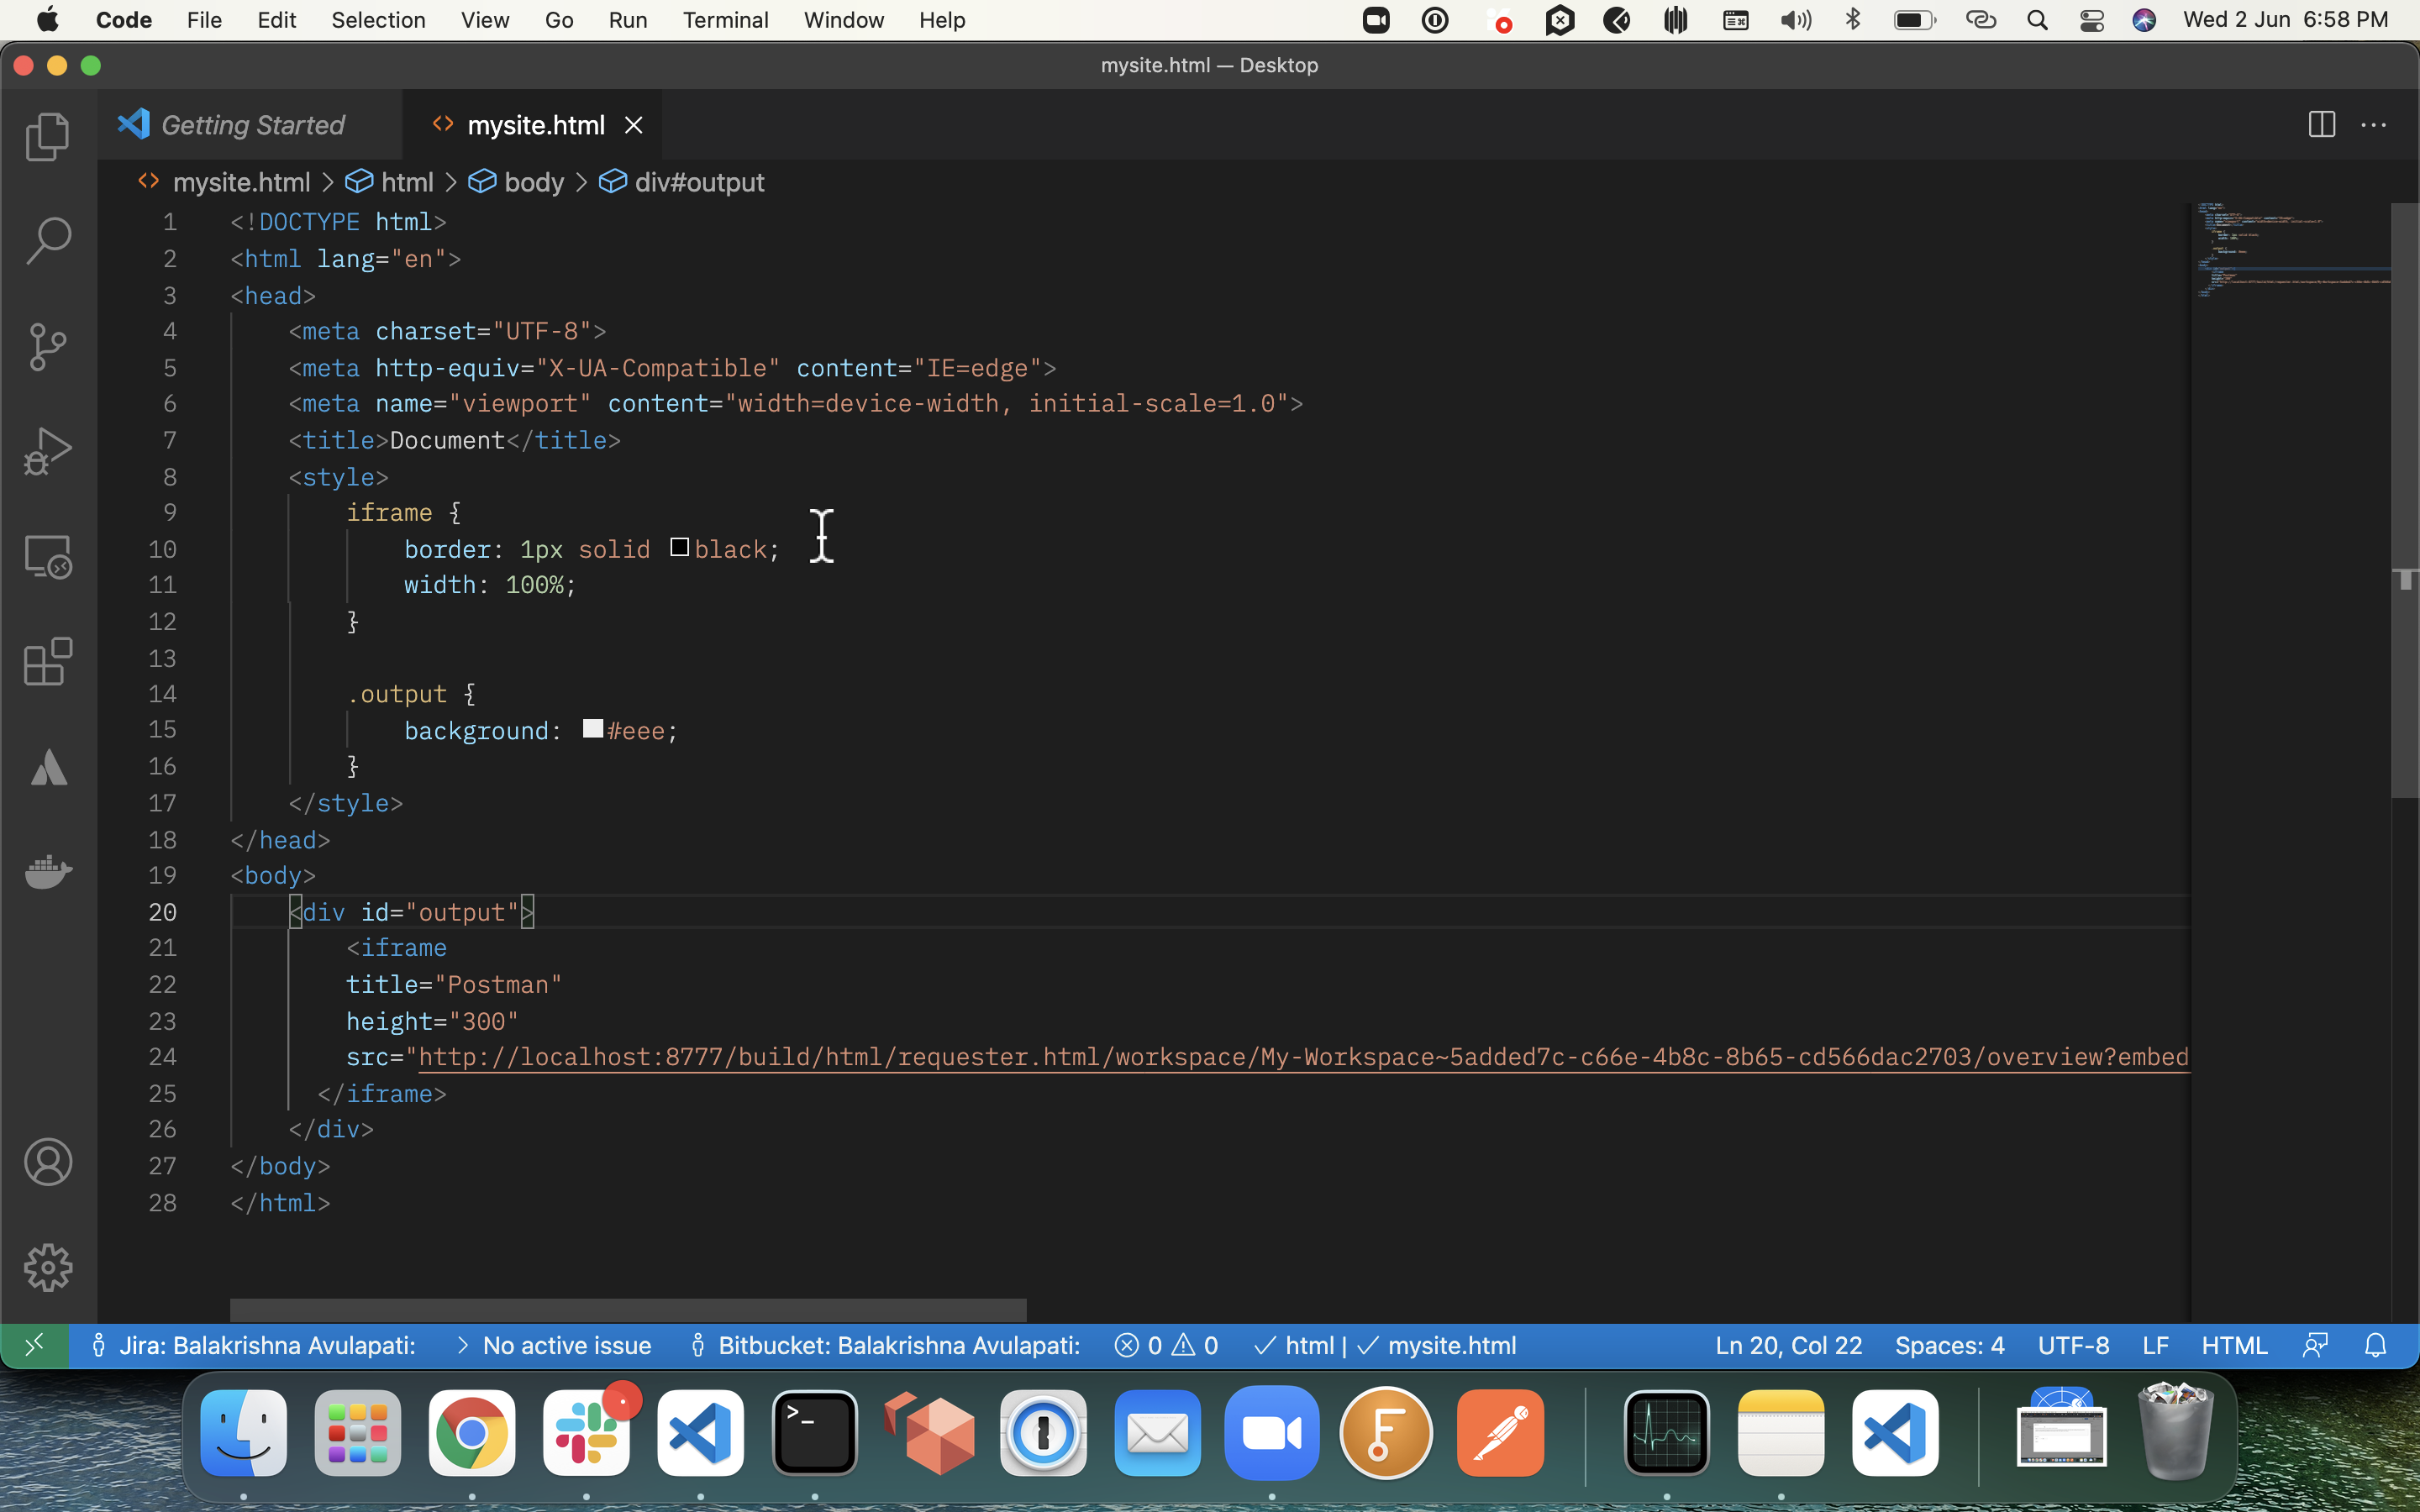 Code File Edit Selection View Go Run Terminal Window Help Wed 2 Jun 6:58 PM
mysite.html — Desktop
Getting Started mysite.html
mysite.html > html > body > div#output
1 <!DOCTYPE html>
2 <html lang="en">
3 <head>
4 <meta charset="UTF-8">
5 <meta http-equiv="X-UA-Compatible" content="IE=edge">
6 <meta name="viewport" content="width=device-width, initial-scale=1.0">
7 <title>Document</title>
8 <style>
9 iframe {
10 border: 1px solid black;
11 width: 100%;
12 }
13
14 .output {
15 background: #eee;
16 }
17 </style>
18 </head>
19 <body>
20 <div id="output">
21 <iframe
22 title="Postman"
23 height="300"
24 src="http://localhost:8777/build/html/requester.html/workspace/My-Workspace~5added7c-c66e-4b8c-8b65-cd566dac2703/overview?embed
25 </iframe>
26 </div>
27 </body>
28 </html>
Jira: Balakrishna Avulapati: > No active issue Bitbucket: Balakrishna Avulapati: 0 0 ✓ html | ✓ mysite.html Ln 20, Col 22 Spaces: 4 UTF-8 LF HTML